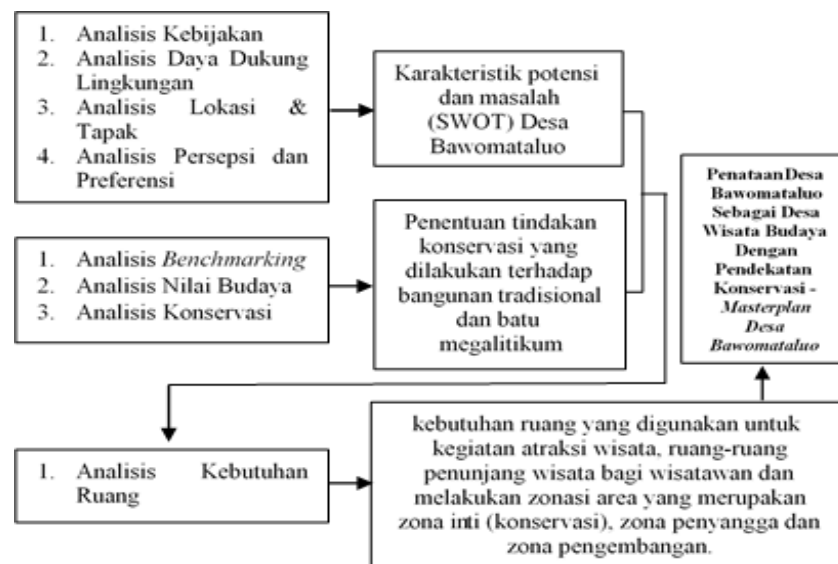 1. Analisis Kebijakan
2. Analisis Daya Dukung
Lingkungan
3. Analisis Lokasi &
Tapak
4. Analisis Persepsi dan
Preferensi
Karakteristik potensi
dan masalah
(SWOT) Desa
Bawomataluo
1. Analisis Benchmarking
2. Analisis Nilai Budaya
3. Analisis Konservasi
Penentuan tindakan
konservasi yang
dilakukan terhadap
bangunan tradisional
dan batu
megalitikum
1. Analisis Kebutuhan
Ruang
kebutuhan ruang yang digunakan untuk
kegiatan atraksi wisata, ruang-ruang
penunjang wisata bagi wisatawan dan
melakukan zonasi area yang merupakan
zona inti (konservasi), zona penyangga dan
zona pengembangan.
Penataan Desa
Bawomataluo
Sebagai Desa
Wisata Budaya
Dengan
Pendekatan
Konservasi -
Masterplan
Desa
Bawomataluo